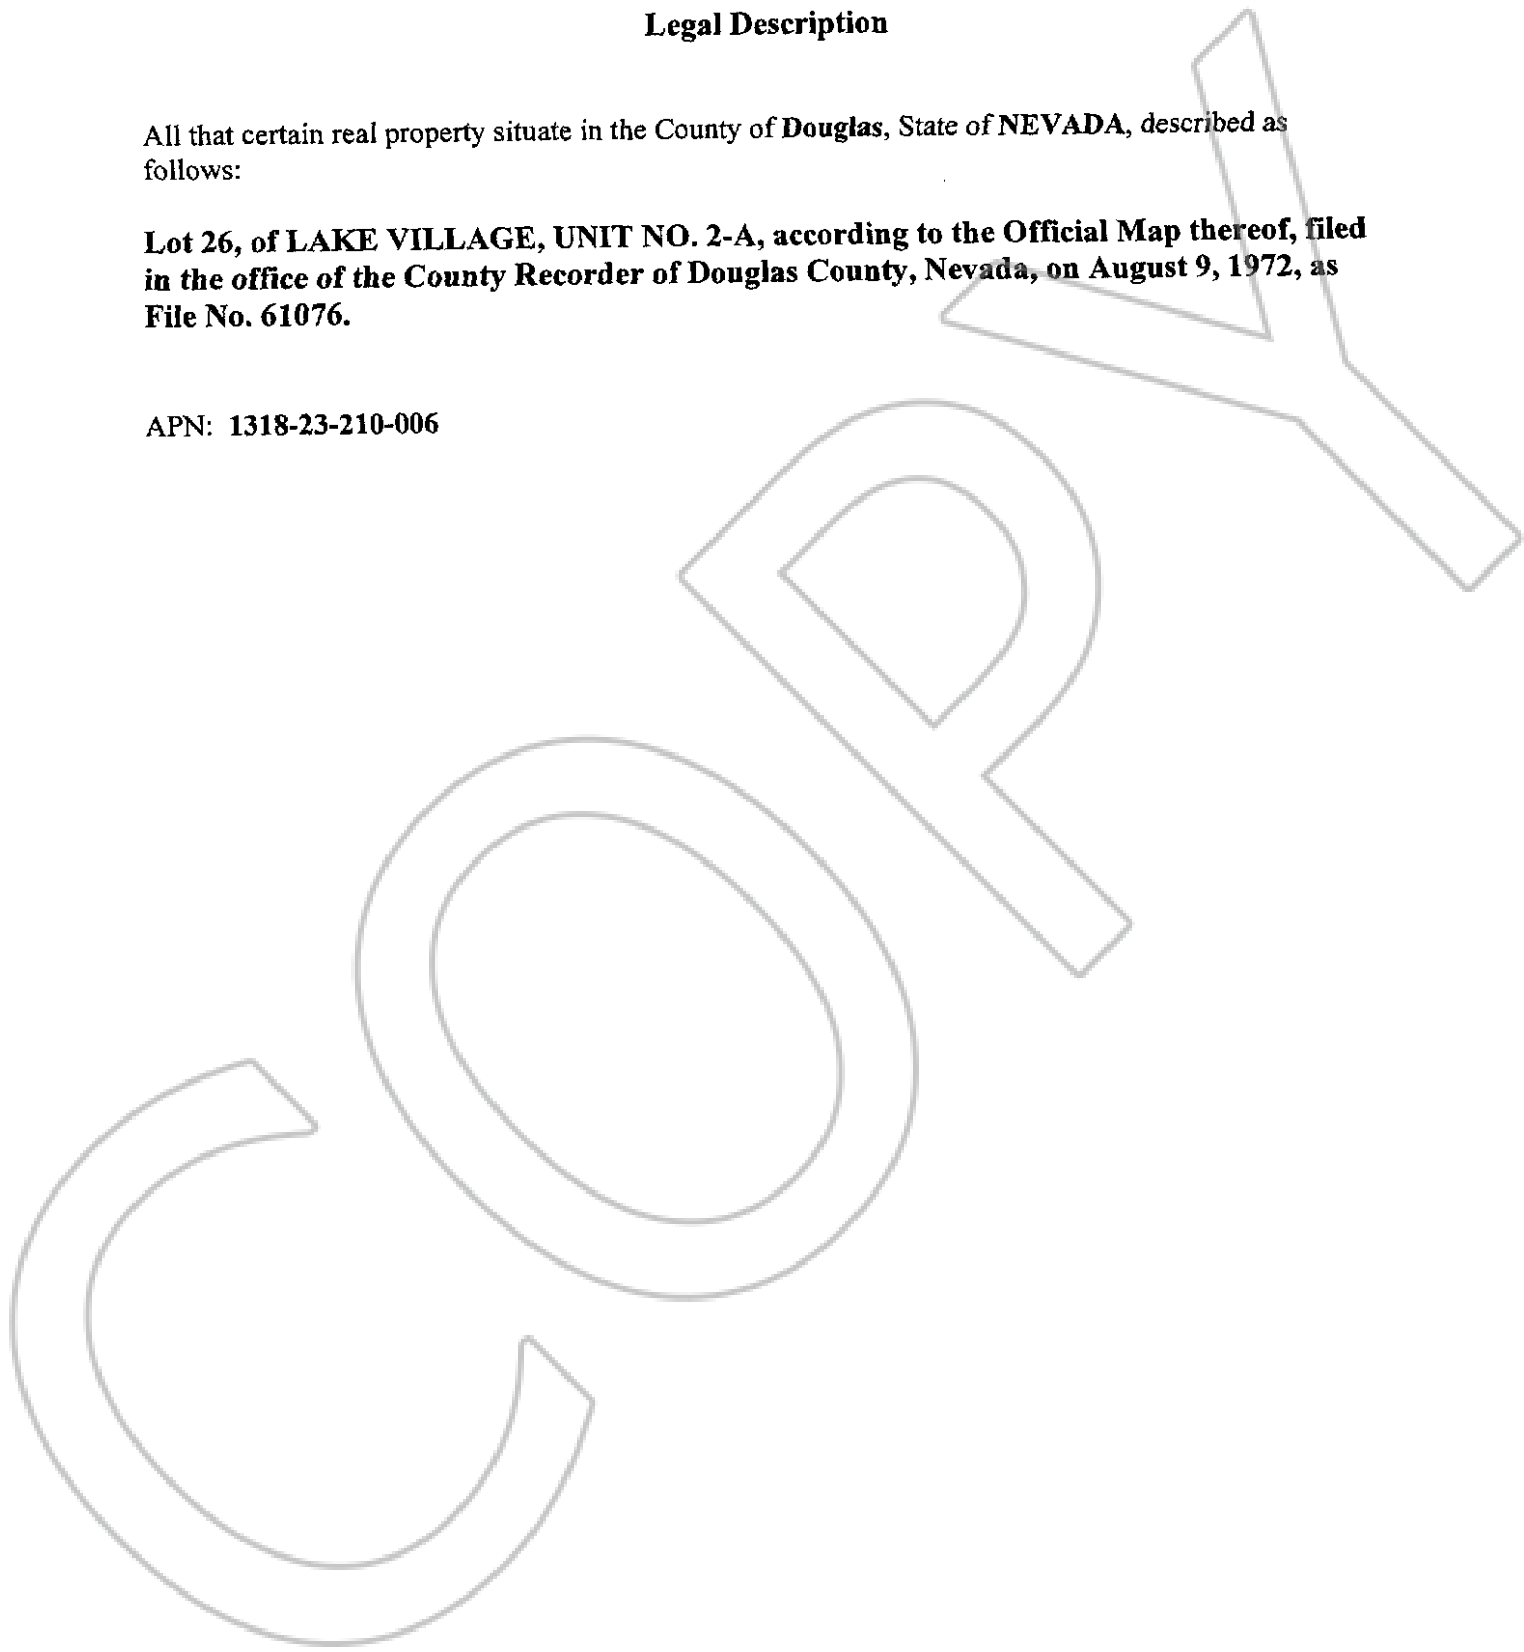 Legal Description
All that certain real property situate in the County of Douglas, State of NEVADA, described as
follows:
Lot 26, of LAKE VILLAGE, UNIT NO. 2-A, according to the Official Map thereof, filed
in the office of the County Recorder of Douglas County, Nevada, on August 9, 1972, as
File No. 61076.
APN: 1318-23-210-006
COPY